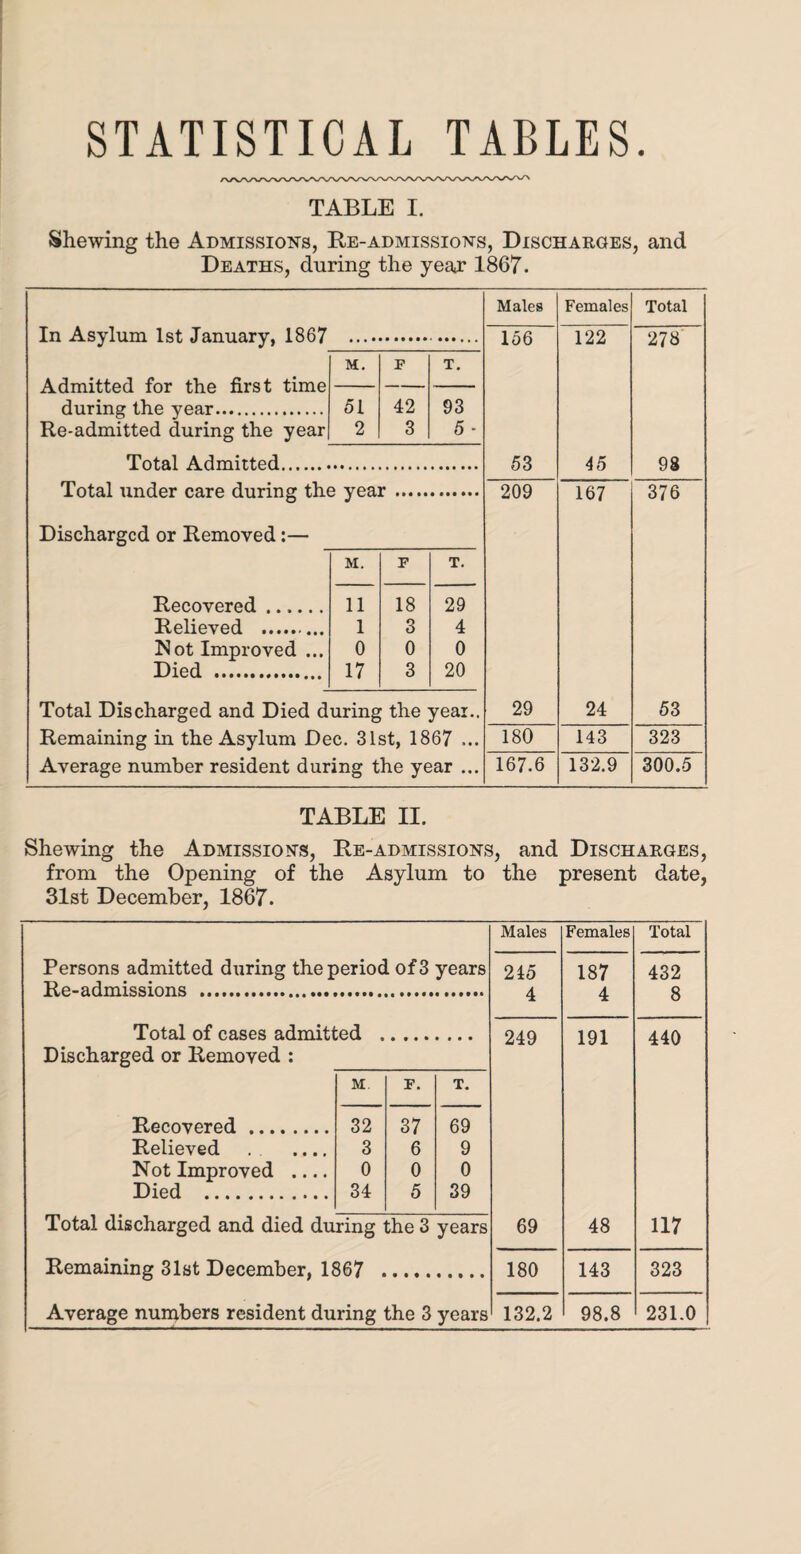 STATISTICAL TABLES.
TABLE I.
Shewing the Admissions, Re-admissions, Discharges, and
Deaths, during the year 1867.
Males Females Total
In Asylum 1st January, 1867 ............... 156 122 278
M. F T.
Admitted for the first time
during the year............... 51 42 93
Re-admitted during the year 2 3 5 -
Total Admitted........................ 53 45 98
Total under care during the year ............ 209 167 376
Discharged or Removed :—
M. F T.
Recovered ...... 11 18 29
Relieved ......... 1 3 4
Not Improved ... 0 0 0
Died ............... 17 3 20
Total Discharged and Died during the year.. 29 24 53
Remaining in the Asylum Dec. 31st, 1867 ... 180 143 323
Average number resident during the year ... 167.6 132.9 300.5
TABLE II.
Shewing the Admissions, Re-admissions, and Discharges,
from the Opening of the Asylum to the present date,
31st December, 1867.
Males Females Total
Persons admitted during the period of 3 years 245 187 432
Re-admissions .................................... 4 4 8
Total of cases admitted .......... 249 191 440
Discharged or Removed :
M. F. T.
Recovered ........ 32 37 69
Relieved . .... 3 6 9
Not Improved .... 0 0 0
Died ............. 34 5 39
Total discharged and died during the 3 years 69 48 117
Remaining 31st December, 1867 .......... 180 143 323
Average numbers resident during the 3 years 132.2 98.8 231.0